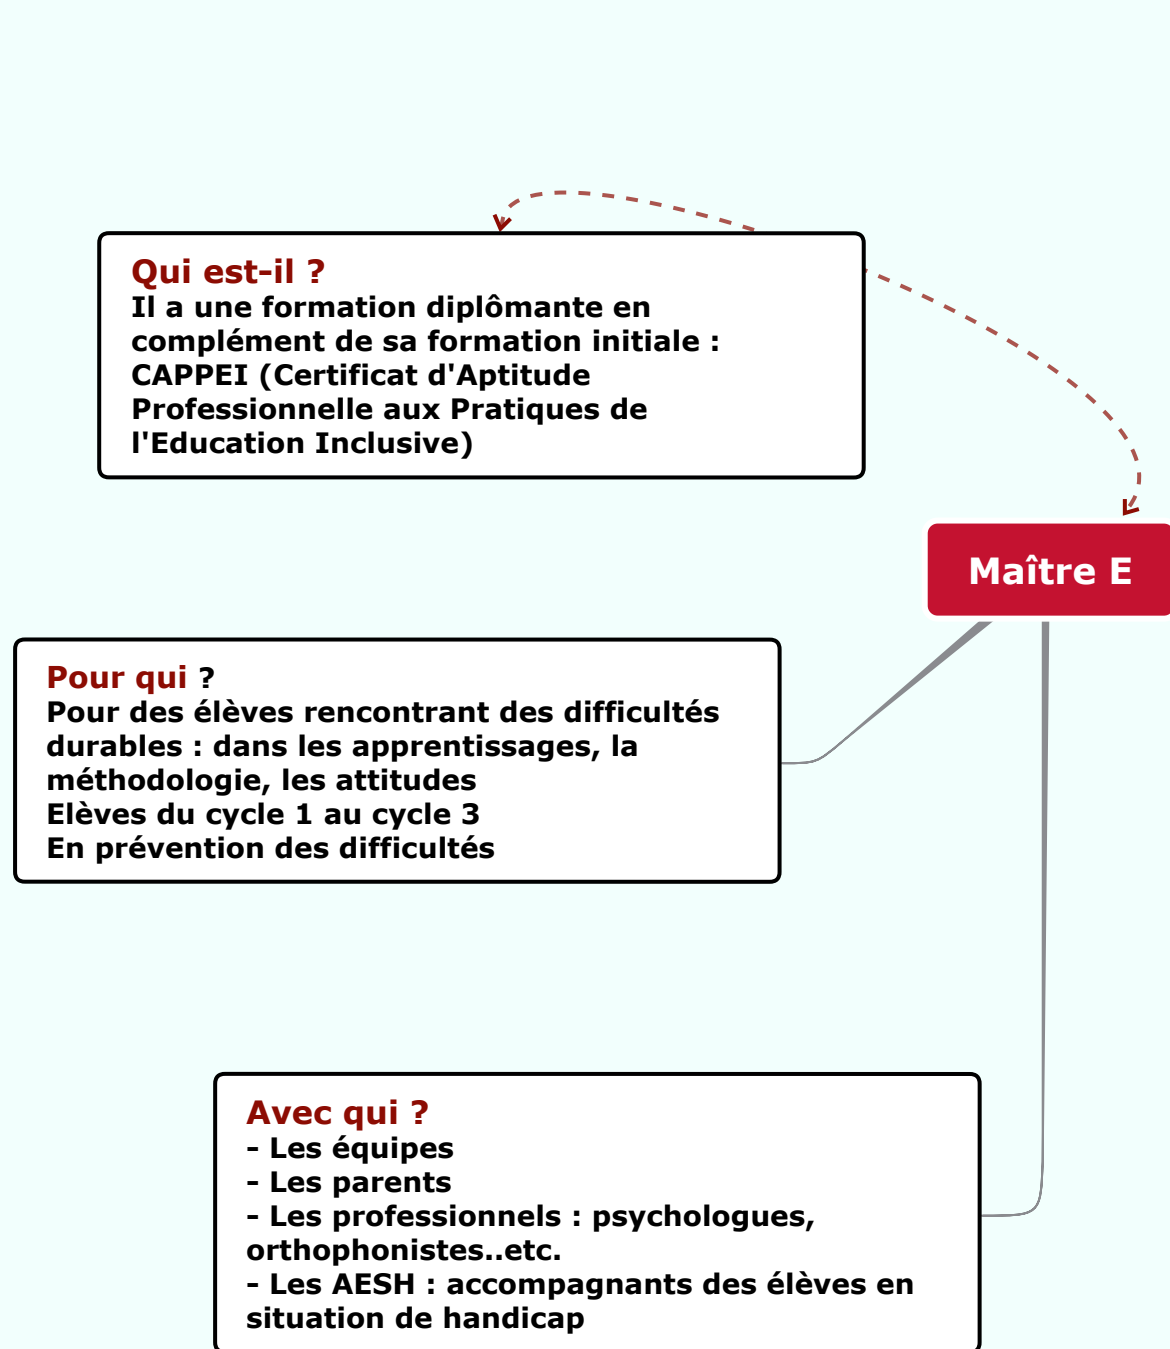 Qui est-il ?
Il a une formation diplômante en
complément de sa formation initiale :
CAPPEI (Certificat d'Aptitude
Professionnelle aux Pratiques de
l'Education Inclusive)
Maître E
Pour qui ?
Pour des élèves rencontrant des difficultés
durables : dans les apprentissages, la
méthodologie, les attitudes
Elèves du cycle 1 au cycle 3
En prévention des difficultés
Avec qui ?
- Les équipes
- Les parents
- Les professionnels : psychologues,
orthophonistes..etc.
- Les AESH : accompagnants des élèves en
situation de handicap